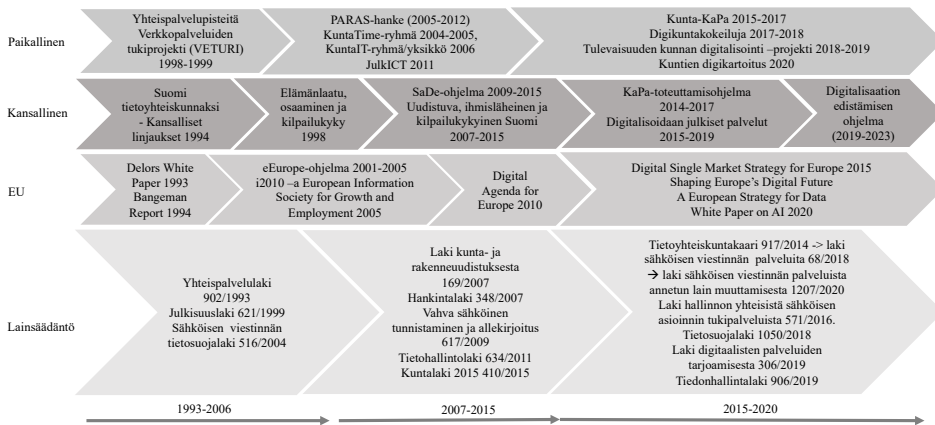 Paikallinen
Yhteispalvelupisteitä
Verkkopalveluiden
tukiprojekti (VETURI)
1998-1999
PARAS-hanke (2005-2012)
KuntaTime-ryhmä 2004-2005,
KuntaIT-ryhmä/yksikkö 2006
JulkICT 2011
Kunta-KaPa 2015-2017
Digikuntakokeiluja 2017-2018
Tulevaisuuden kunnan digitalisointi –projekti 2018-2019
Kuntien digikartoitus 2020
Kansallinen
Suomi
tietoyhteiskunnaksi
- Kansalliset
linjaukset 1994
Elämänlaatu,
osaaminen ja
kilpailukyky
1998
SaDe-ohjelma 2009-2015
Uudistuva, ihmisläheinen ja
kilpailukykyinen Suomi
2007-2015
KaPa-toteuttamisohjelma
2014-2017
Digitalisoidaan julkiset palvelut
2015-2019
Digitalisaation
edistämisen
ohjelma
(2019-2023)
EU
Delors White
Paper 1993
Bangeman
Report 1994
eEurope-ohjelma 2001-2005
i2010 –a European Information
Society for Growth and
Employment 2005
Digital
Agenda for
Europe 2010
Digital Single Market Strategy for Europe 2015
Shaping Europe's Digital Future
A European Strategy for Data
White Paper on AI 2020
Lainsäädäntö
Yhteispalvelulaki
902/1993
Julkisuuslaki 621/1999
Sähköisen viestinnän
tietosuojalaki 516/2004
Laki kunta- ja
rakenneuudistuksesta
169/2007
Hankintalaki 348/2007
Vahva sähköinen
tunnistaminen ja allekirjoitus
617/2009
Tietohallintolaki 634/2011
Kuntalaki 2015 410/2015
Tietoyhteiskuntakaari 917/2014 -> laki
sähköisen viestinnän palveluita 68/2018
→ laki sähköisen viestinnän palveluista
annetun lain muuttamisesta 1207/2020
Laki hallinnon yhteisistä sähköisen
asioinnin tukipalveluista 571/2016.
Tietosuojalaki 1050/2018
Laki digitaalisten palveluiden
tarjoamisesta 306/2019
Tiedonhallintalaki 906/2019
1993-2006
2007-2015
2015-2020